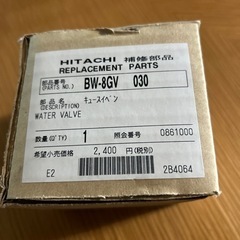 HITACHI 補修部品
REPLACEMENT PARTS
部品番号
(PARTS NO.) BW-8GV 030
部品名 キュースイベン
(DESCRIPTION)
WATER VALVE
数量(Q'TY) 1 照会番号 0861000
希望小売価格 2,400 円(税別)
E2 2B4064